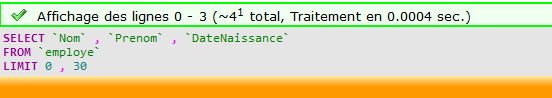 Affichage des lignes 0 - 3 (~4¹ total, Traitement en 0.0004 sec.)
SELECT `Nom` , `Prenom` , `DateNaissance`
FROM `employe`
LIMIT 0 , 30